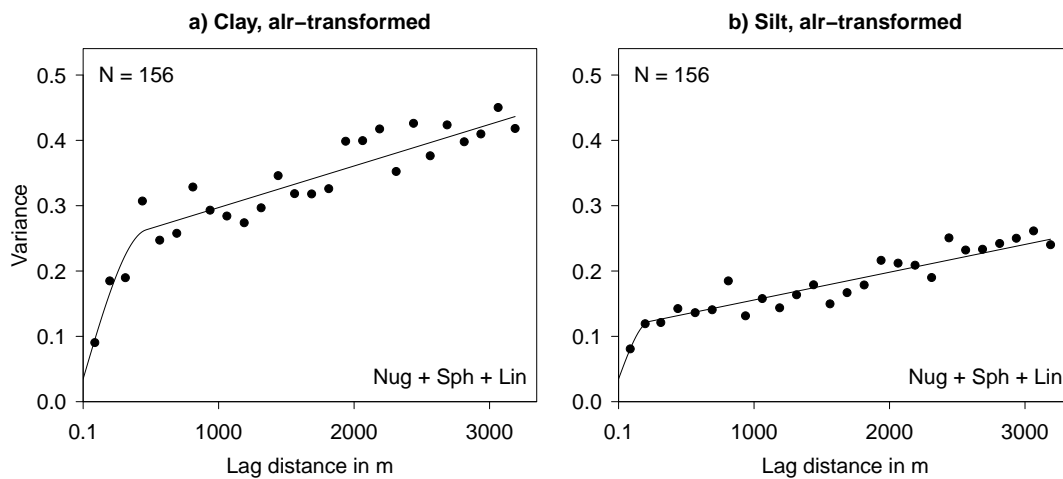 a) Clay, alr−transformed
N = 156
Variance
0.5
0.4
0.3
0.2
0.1
0.0
Nug + Sph + Lin
0.1 1000 2000 3000
Lag distance in m
b) Silt, alr−transformed
N = 156
0.5
0.4
0.3
0.2
0.1
0.0
Nug + Sph + Lin
0.1 1000 2000 3000
Lag distance in m